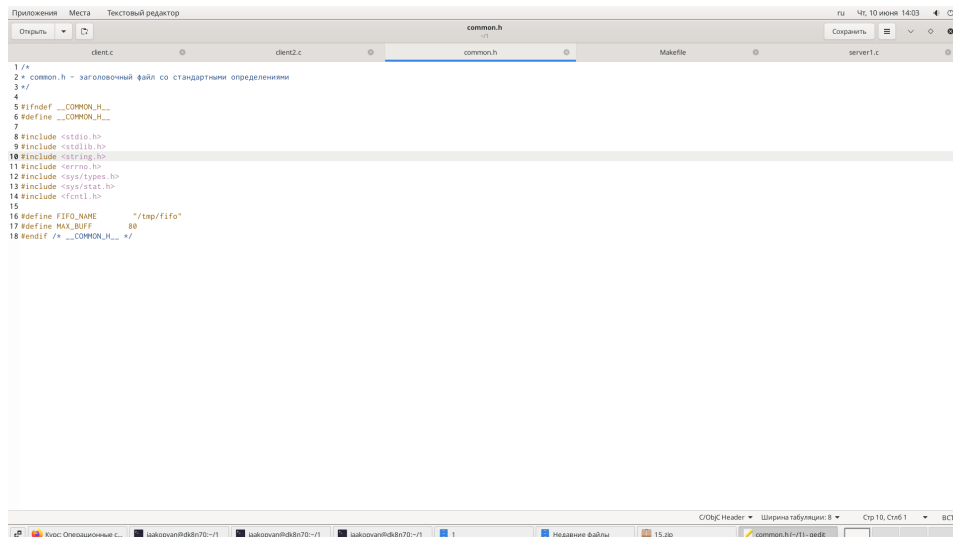 Приложения Места Текстовый редактор ru Чт, 10 июня 14:03
Открыть common.h Сохранить
~/1
client.c client2.c common.h Makefile server1.c
1 /*
2 * common.h - заголовочный файл со стандартными определениями
3 */
4
5 #ifndef __COMMON_H__
6 #define __COMMON_H__
7
8 #include <stdio.h>
9 #include <stdlib.h>
10 #include <string.h>
11 #include <errno.h>
12 #include <sys/types.h>
13 #include <sys/stat.h>
14 #include <fcntl.h>
15
16 #define FIFO_NAME "/tmp/fifo"
17 #define MAX_BUFF 80
18 #endif /* __COMMON_H__ */
C/ObjC Header Ширина табуляции: 8 Стр 10, Стлб 1 ВСТ
Курс: Операционные с... iaakopyan@dk8n70:~/1 iaakopyan@dk8n70:~/1 iaakopyan@dk8n70:~/1 1 Недавние файлы 15.zip common.h (~/1) - gedit